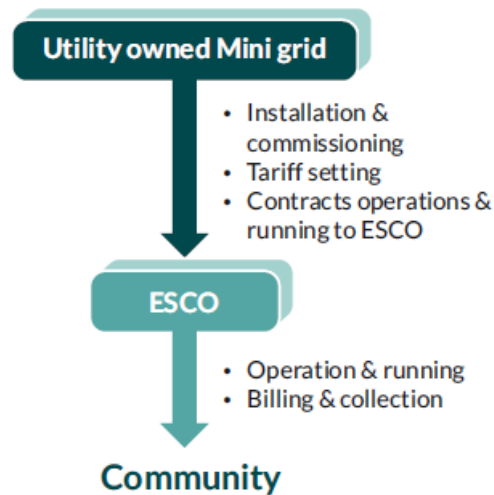 Utility owned Mini grid
• Installation &
commissioning
• Tariff setting
• Contracts operations &
running to ESCO
ESCO
• Operation & running
• Billing & collection
Community